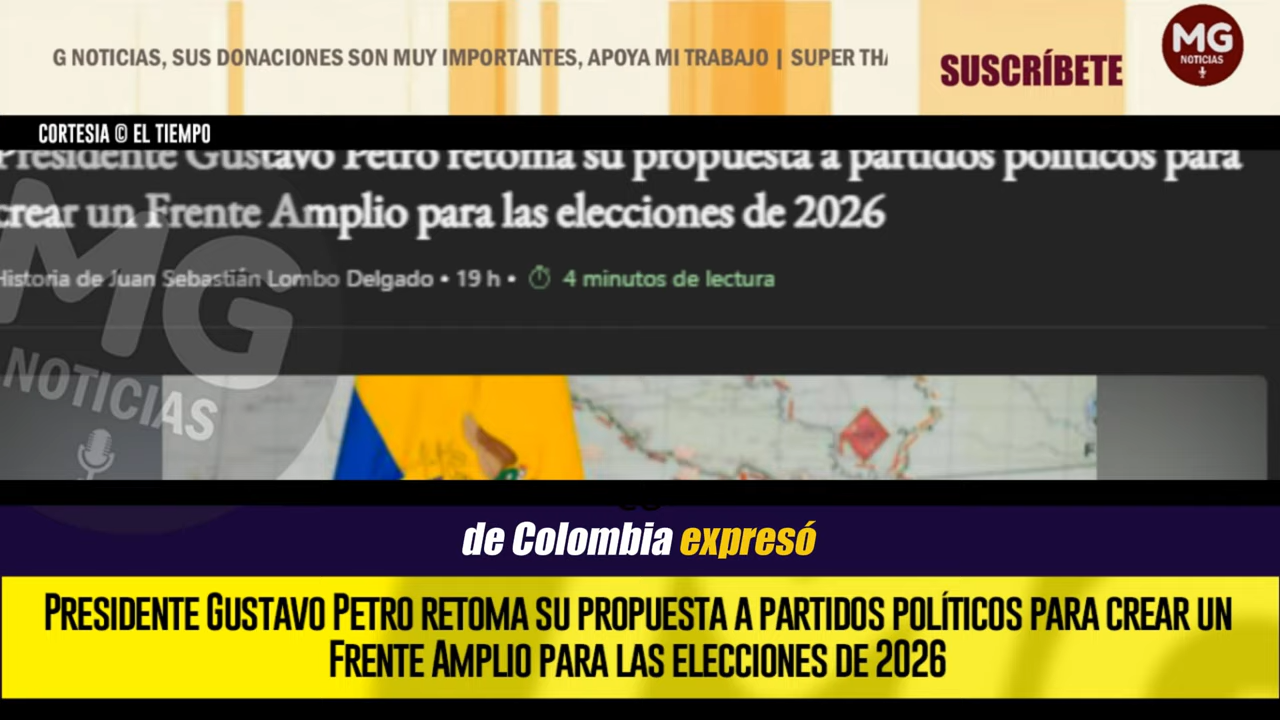 G NOTICIAS, SUS DONACIONES SON MUY IMPORTANTES, APOYA MI TRABAJO | SUPER THA
SUSCRÍBETE
MG
NOTICIAS
CORTESIA © EL TIEMPO
Presidente Gustavo Petro retoma su propuesta a partidos políticos para
crear un Frente Amplio para las elecciones de 2026
Historia de Juan Sebastián Lombo Delgado • 19 h • 4 minutos de lectura
MG
NOTICIAS
de Colombia expresó
PRESIDENTE GUSTAVO PETRO RETOMA SU PROPUESTA A PARTIDOS POLÍTICOS PARA CREAR UN
FRENTE AMPLIO PARA LAS ELECCIONES DE 2026